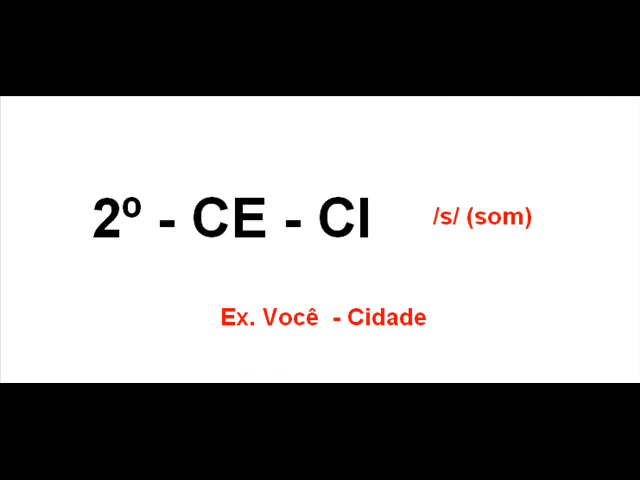 2º - CE - CI /s/ (som)
Ex. Você - Cidade